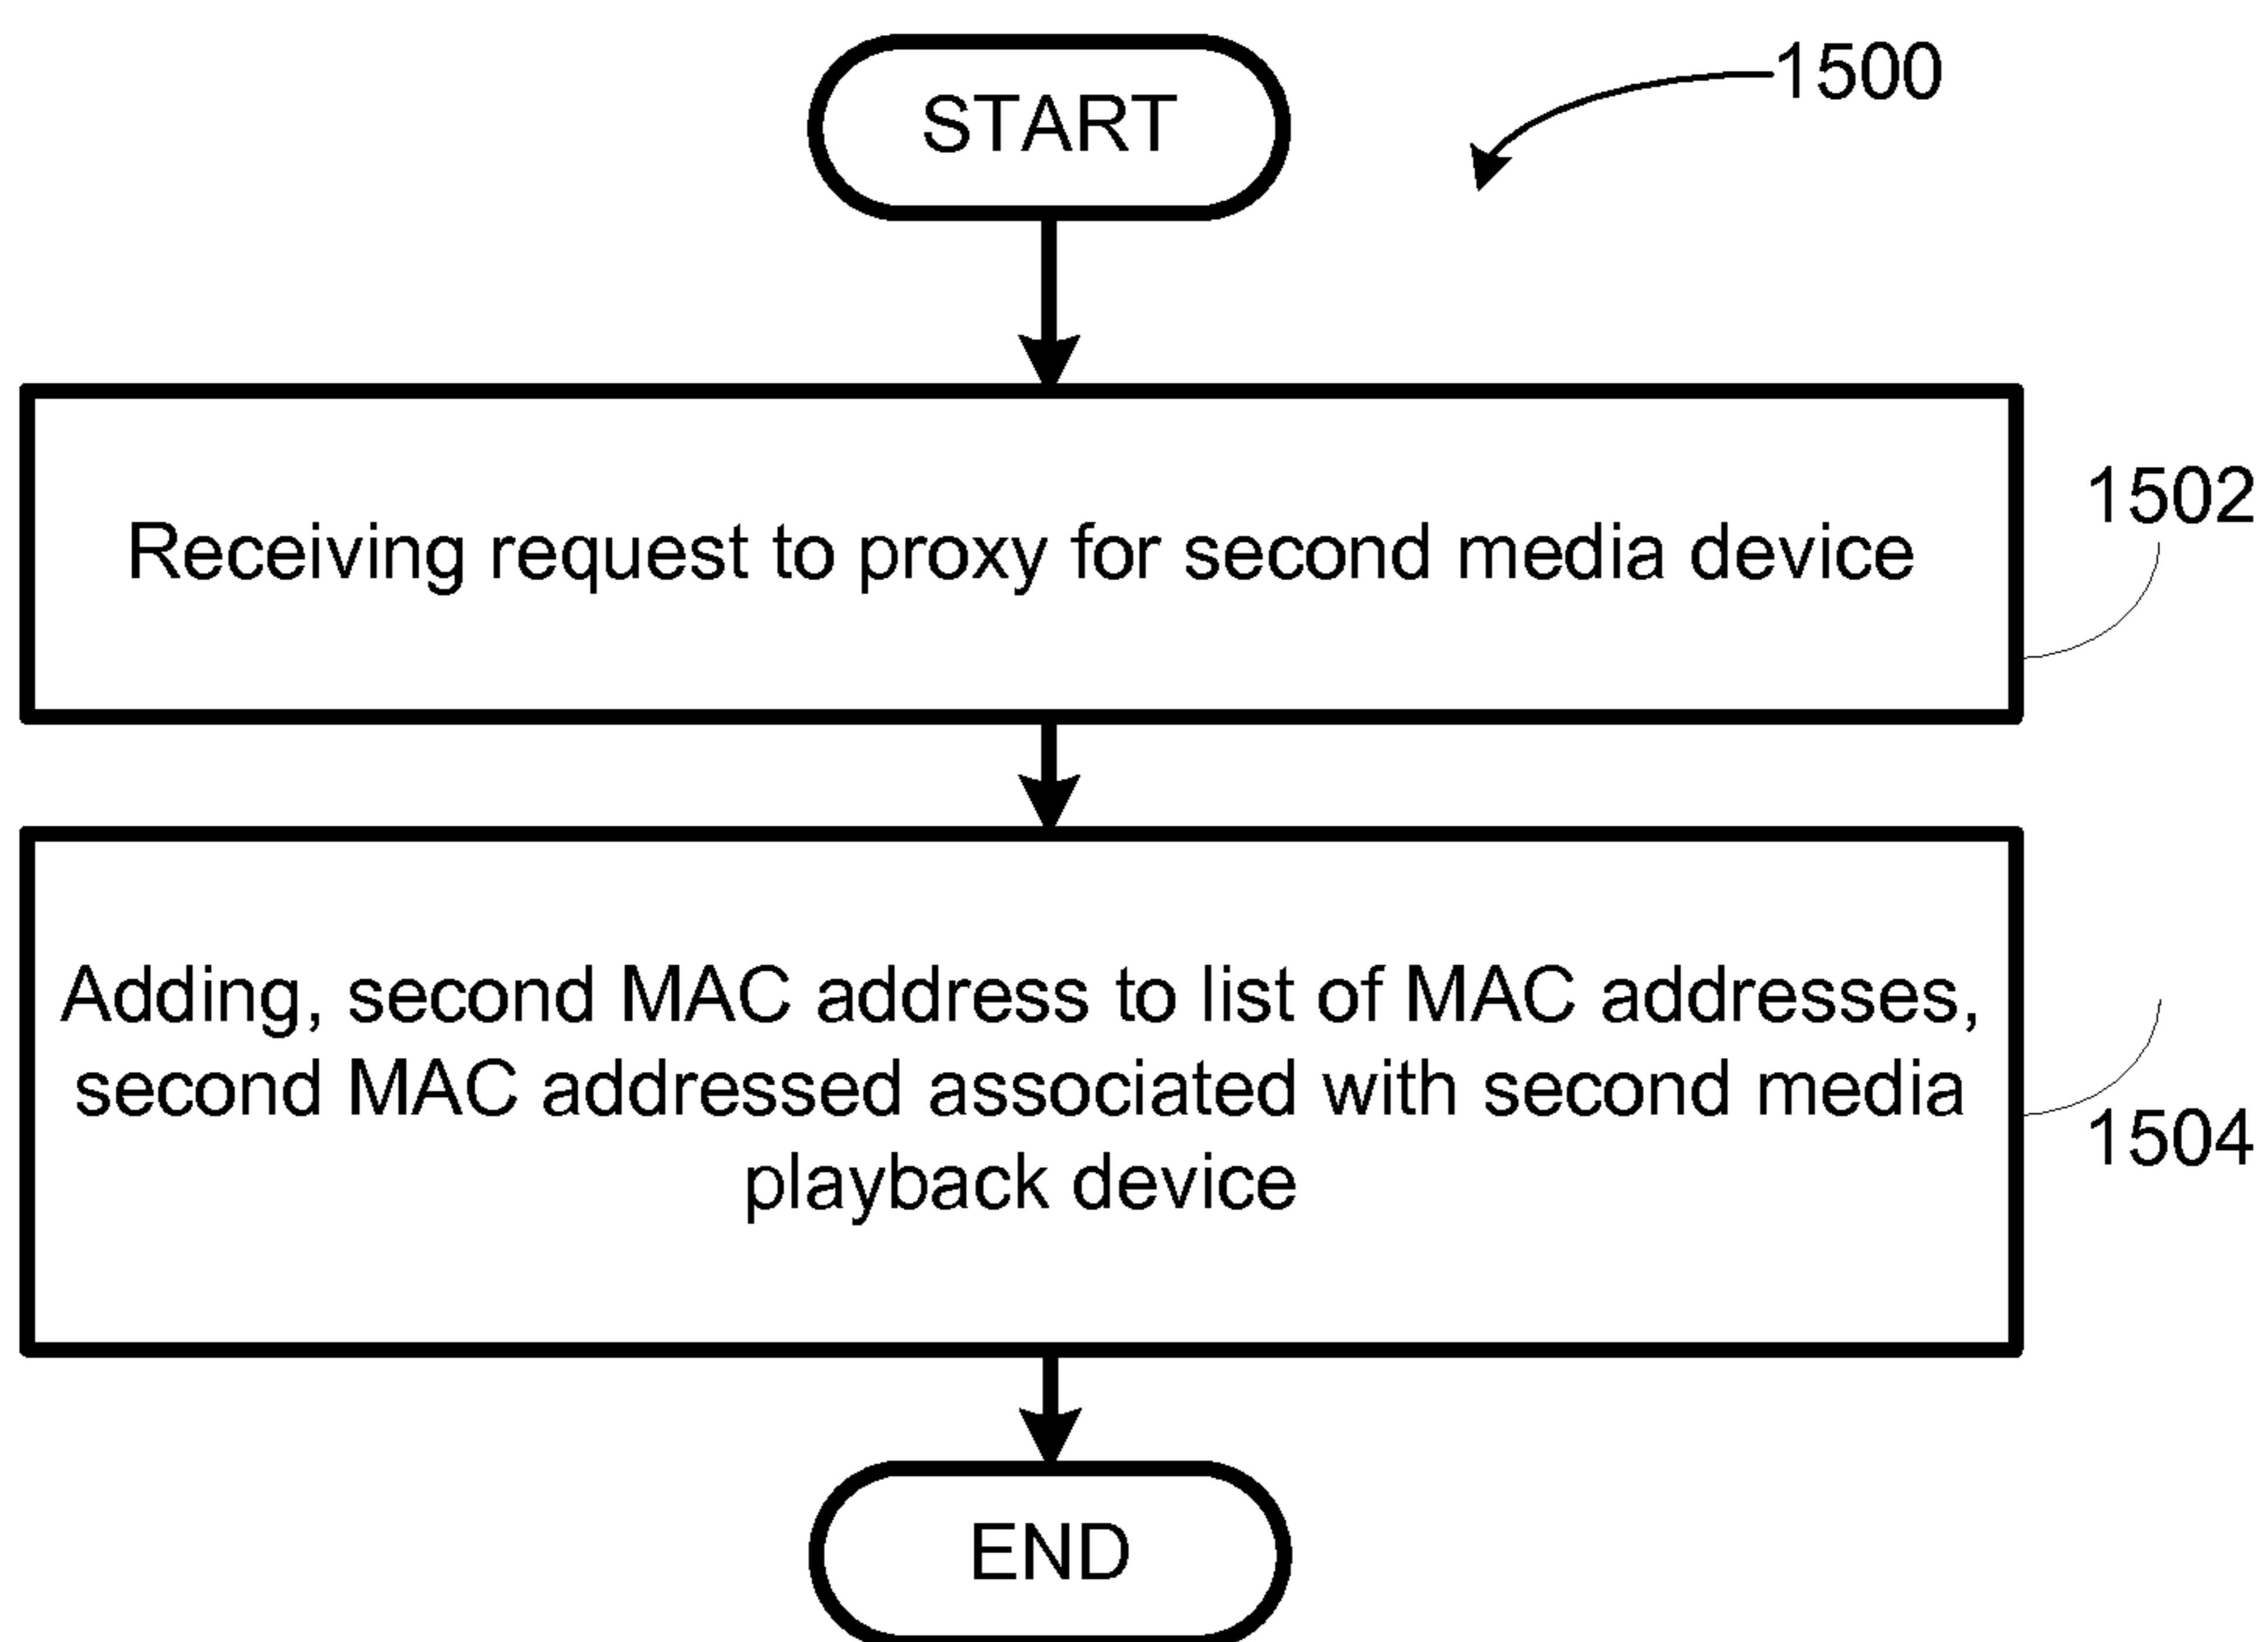 START
1500
Receiving request to proxy for second media device
1502
Adding, second MAC address to list of MAC addresses,
second MAC addressed associated with second media
playback device
1504
END